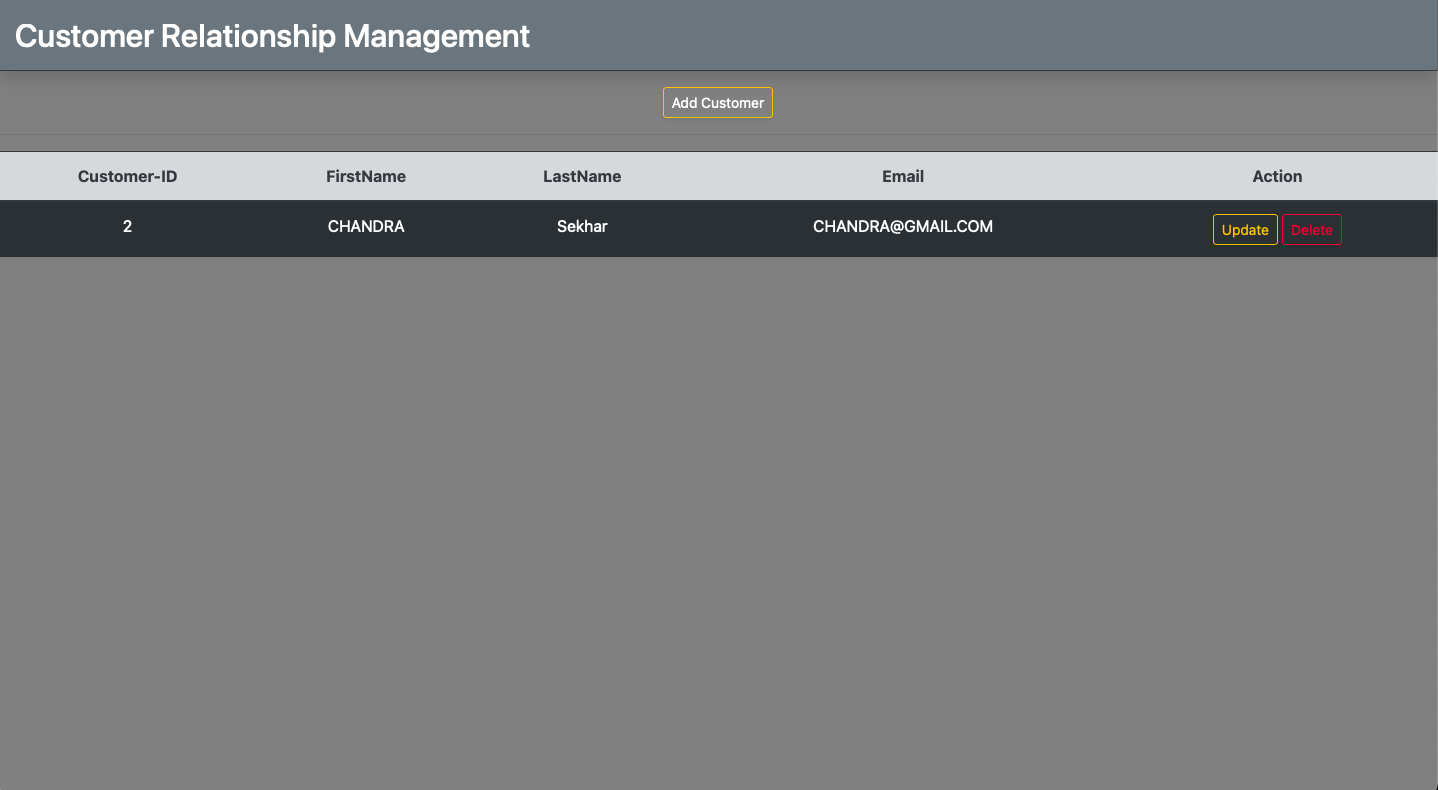 Customer Relationship Management
Add Customer
Customer-ID FirstName LastName Email Action
2 CHANDRA Sekhar CHANDRA@GMAIL.COM Update Delete